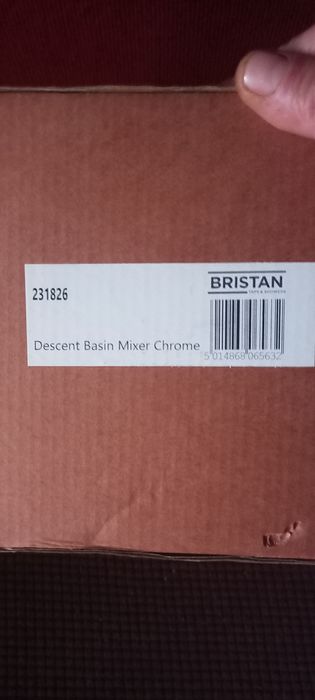 BRISTAN
TAPS & SHOWERS
231826
Descent Basin Mixer Chrome
5 014868 065632